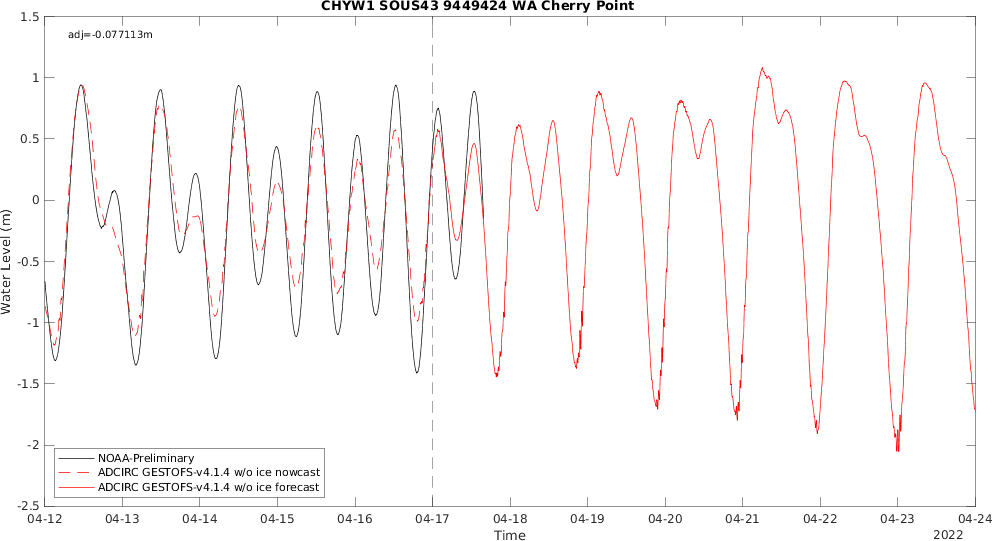 CHYW1 SOUS43 9449424 WA Cherry Point
adj=-0.077113m
1.5
1
0.5
0
-0.5
-1
-1.5
-2
-2.5
Water Level (m)
NOAA-Preliminary
ADCIRC GESTOFS-v4.1.4 w/o ice nowcast
ADCIRC GESTOFS-v4.1.4 w/o ice forecast
04-12 04-13 04-14 04-15 04-16 04-17 04-18 04-19 04-20 04-21 04-22 04-23 04-24
Time
2022